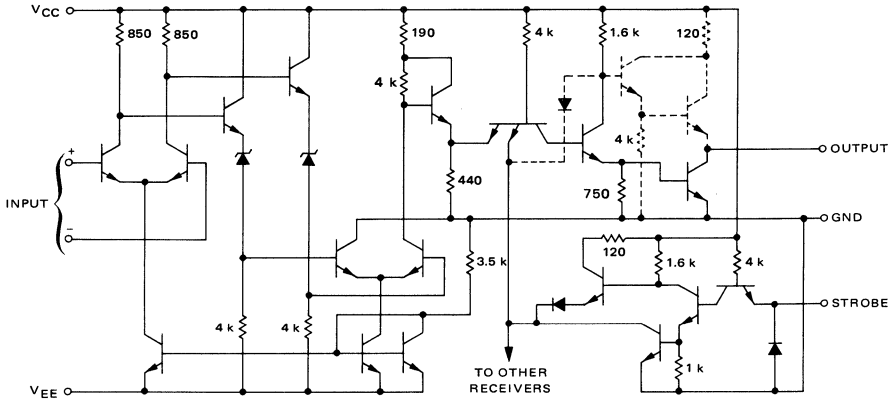 VCC
850
850
190
4 k
1.6 k
120
4 k
4 k
+
INPUT
−
440
750
OUTPUT
GND
3.5 k
120
1.6 k
4 k
STROBE
4 k
4 k
1 k
TO OTHER
RECEIVERS
VEE